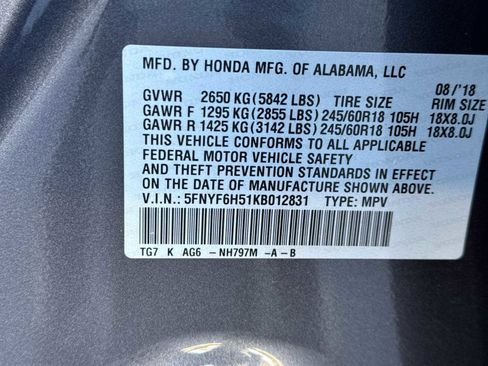 MFD. BY HONDA MFG. OF ALABAMA, LLC
08/'18
GVWR 2650 KG(5842 LBS) TIRE SIZE RIM SIZE
GAWR F 1295 KG(2855 LBS) 245/60R18 105H 18X8.0J
GAWR R 1425 KG(3142 LBS) 245/60R18 105H 18X8.0J
THIS VEHICLE CONFORMS TO ALL APPLICABLE
FEDERAL MOTOR VEHICLE SAFETY
AND THEFT PREVENTION STANDARDS IN EFFECT
ON THE DATE OF MANUFACTURE SHOWN ABOVE.
V.I.N.: 5FNYF6H51KB012831 TYPE: MPV
TG7 K AG6 -NH797M -A-B